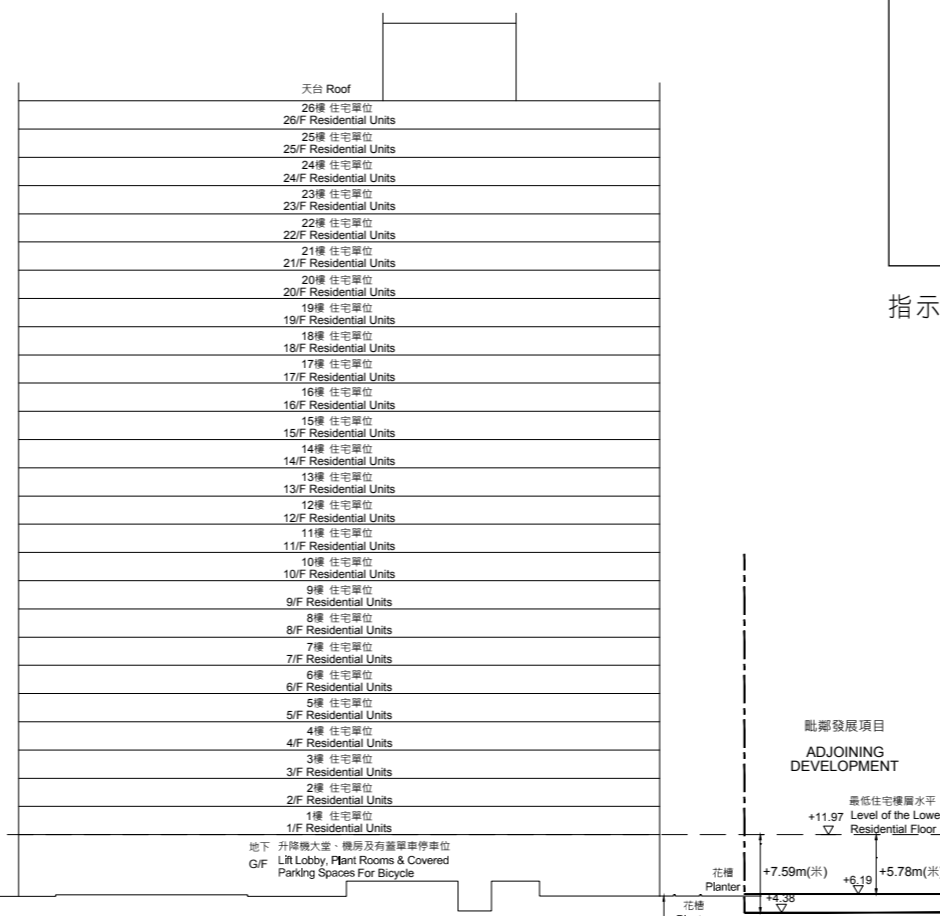 天台 Roof
26樓 住宅單位
26/F Residential Units
25樓 住宅單位
25/F Residential Units
24樓 住宅單位
24/F Residential Units
23樓 住宅單位
23/F Residential Units
22樓 住宅單位
22/F Residential Units
21樓 住宅單位
21/F Residential Units
20樓 住宅單位
20/F Residential Units
19樓 住宅單位
19/F Residential Units
18樓 住宅單位
18/F Residential Units
17樓 住宅單位
17/F Residential Units
16樓 住宅單位
16/F Residential Units
15樓 住宅單位
15/F Residential Units
14樓 住宅單位
14/F Residential Units
13樓 住宅單位
13/F Residential Units
12樓 住宅單位
12/F Residential Units
11樓 住宅單位
11/F Residential Units
10樓 住宅單位
10/F Residential Units
9樓 住宅單位
9/F Residential Units
8樓 住宅單位
8/F Residential Units
7樓 住宅單位
7/F Residential Units
6樓 住宅單位
6/F Residential Units
5樓 住宅單位
5/F Residential Units
4樓 住宅單位
4/F Residential Units
3樓 住宅單位
3/F Residential Units
2樓 住宅單位
2/F Residential Units
1樓 住宅單位
1/F Residential Units
地下 升降機大堂、機房及有蓋單車停車位
G/F Lift Lobby, Plant Rooms & Covered
Parking Spaces For Bicycle
指示
毗鄰發展項目
ADJOINING
DEVELOPMENT
最低住宅樓層水平
+11.97 Level of the Lowe
Residential Floor
花槽
Planter
+7.59m(米)
+6.19
+5.78m(米)
花槽
+4.38